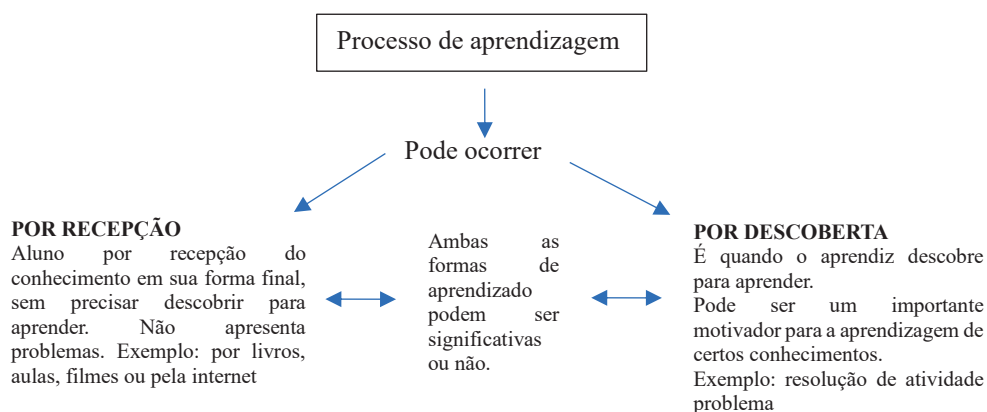 Processo de aprendizagem
Pode ocorrer
POR RECEPÇÃO
Aluno por recepção do
conhecimento em sua forma final,
sem precisar descobrir para
aprender. Não apresenta
problemas. Exemplo: por livros,
aulas, filmes ou pela internet
Ambas as
formas de
aprendizado
podem ser
significativas
ou não.
POR DESCOBERTA
É quando o aprendiz descobre
para aprender.
Pode ser um importante
motivador para a aprendizagem de
certos conhecimentos.
Exemplo: resolução de atividade
problema